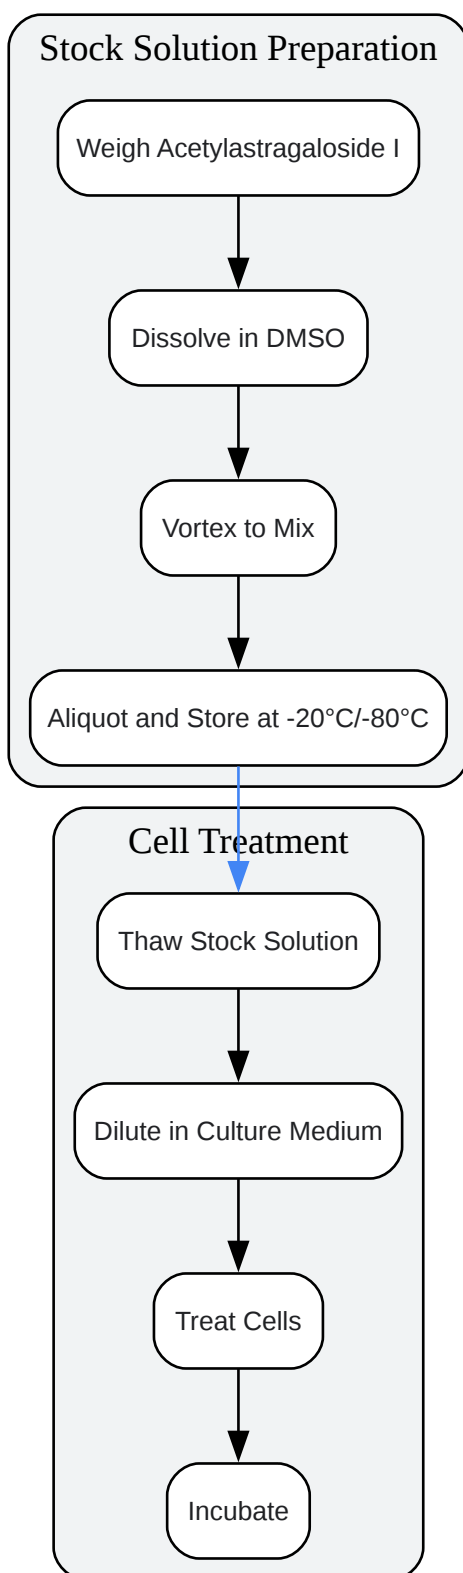 Stock Solution Preparation
Weigh Acetylastragaloside I
Dissolve in DMSO
Vortex to Mix
Aliquot and Store at -20°C/-80°C
Cell Treatment
Thaw Stock Solution
Dilute in Culture Medium
Treat Cells
Incubate